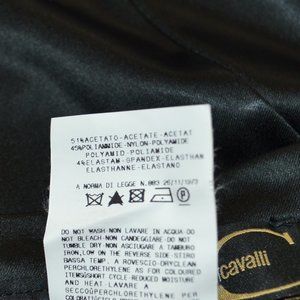 51%ACETATO-ACETATE-ACETAT
45%POLIAMMIDE-NYLON-POLYAMIDE
POLYAMID-POLIAMIDE
4%ELASTAM-SPANDEX-ELASTHAN
ELASTHANNE-ELASTANO
A NORMA DI LEGGE N.883 26/11/1973
P
DO NOT WASH-NON LAVARE IN ACQUA-DO
NOT BLEACH-NON CANDEGGIARE-DO NOT
TUMBLE DRY NON ASCIUGARE A TAMBURO
IRON,LOW ON THE REVERSE SIDE-STIRO
BASSA TEMP. A ROVESCIO-DRYCLEAN
PERCHLORETHYLENE AS FOR COLOURED
ITEMS/SHORT CYCLE REDUCED MOISTURE
AND HEAT-LAVARE A
SECCO/PERCHLORETHYLENE PER
cavalli